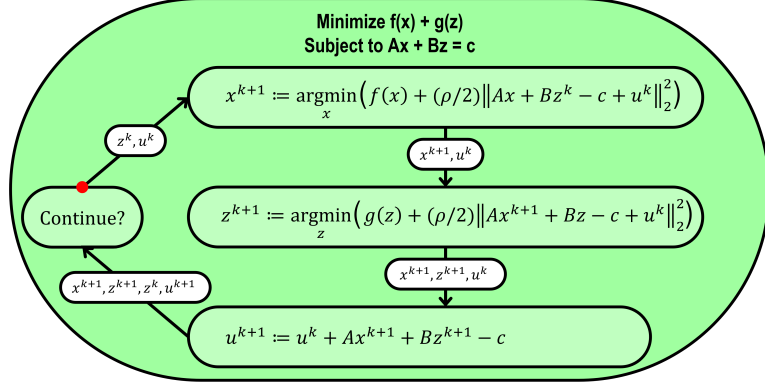 Minimize f(x) + g(z)
Subject to Ax + Bz = c
x^{k+1} ≔ argmin_x (f(x) + (ρ/2)‖Ax + Bz^k − c + u^k‖_2^2)
z^k, u^k
x^{k+1}, u^k
Continue?
z^{k+1} ≔ argmin_z (g(z) + (ρ/2)‖Ax^{k+1} + Bz − c + u^k‖_2^2)
x^{k+1}, z^{k+1}, u^k
x^{k+1}, z^{k+1}, z^k, u^{k+1}
u^{k+1} ≔ u^k + Ax^{k+1} + Bz^{k+1} − c